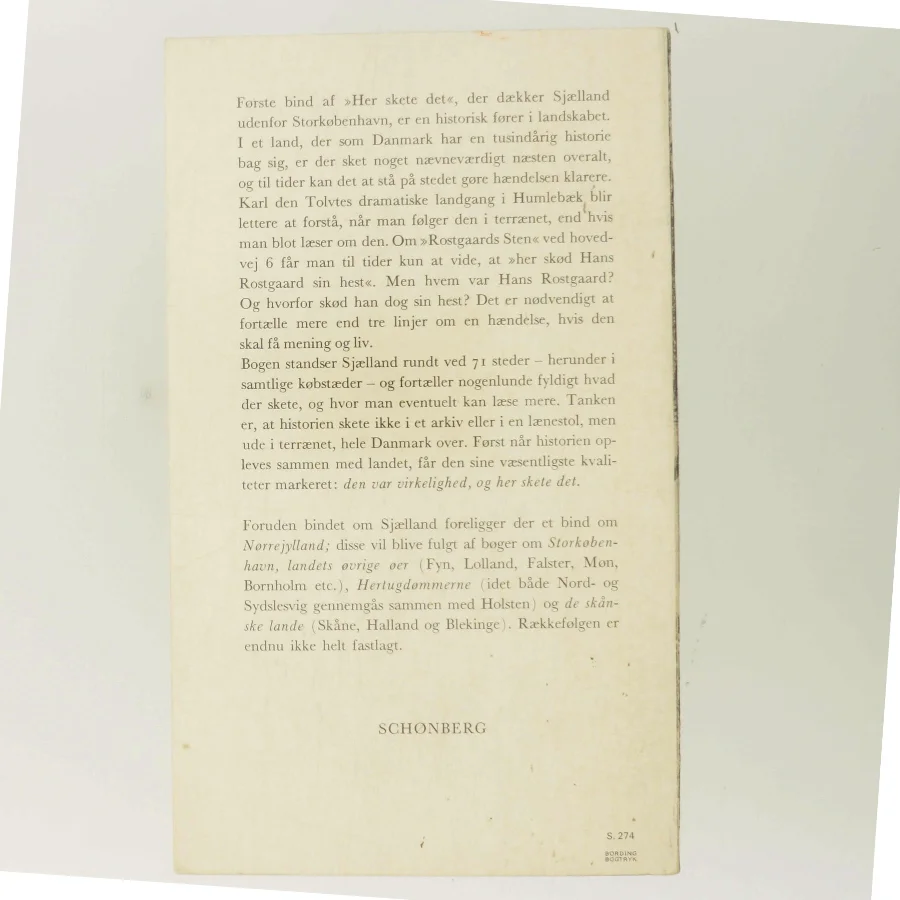 Første bind af »Her skete det«, der dækker Sjælland
udenfor Storkøbenhavn, er en historisk fører i landskabet.
I et land, der som Danmark har en tusindårig historie
bag sig, er der sket noget nævneværdigt næsten overalt,
og til tider kan det at stå på stedet gøre hændelsen klarere.
Karl den Tolvtes dramatiske landgang i Humlebæk blir
lettere at forstå, når man følger den i terrænet, end hvis
man blot læser om den. Om »Rostgaards Sten« ved hoved-
vej 6 får man til tider kun at vide, at »her skød Hans
Rostgaard sin hest«. Men hvem var Hans Rostgaard?
Og hvorfor skød han dog sin hest? Det er nødvendigt at
fortælle mere end tre linjer om en hændelse, hvis den
skal få mening og liv.
Bogen standser Sjælland rundt ved 71 steder – herunder i
samtlige købstæder – og fortæller nogenlunde fyldigt hvad
der skete, og hvor man eventuelt kan læse mere. Tanken
er, at historien skete ikke i et arkiv eller i en lænestol, men
ude i terrænet, hele Danmark over. Først når historien op-
leves sammen med landet, får den sine væsentligste kvali-
teter markeret: den var virkelighed, og her skete det.
Foruden bindet om Sjælland foreligger der et bind om
Nørrejylland; disse vil blive fulgt af bøger om Storkøben-
havn, landets øvrige øer (Fyn, Lolland, Falster, Møn,
Bornholm etc.), Hertugdømmerne (idet både Nord- og
Sydslesvig gennemgås sammen med Holsten) og de skån-
ske lande (Skåne, Halland og Blekinge). Rækkefølgen er
endnu ikke helt fastlagt.
SCHØNBERG
S. 274
BORDING
BOGTRYK